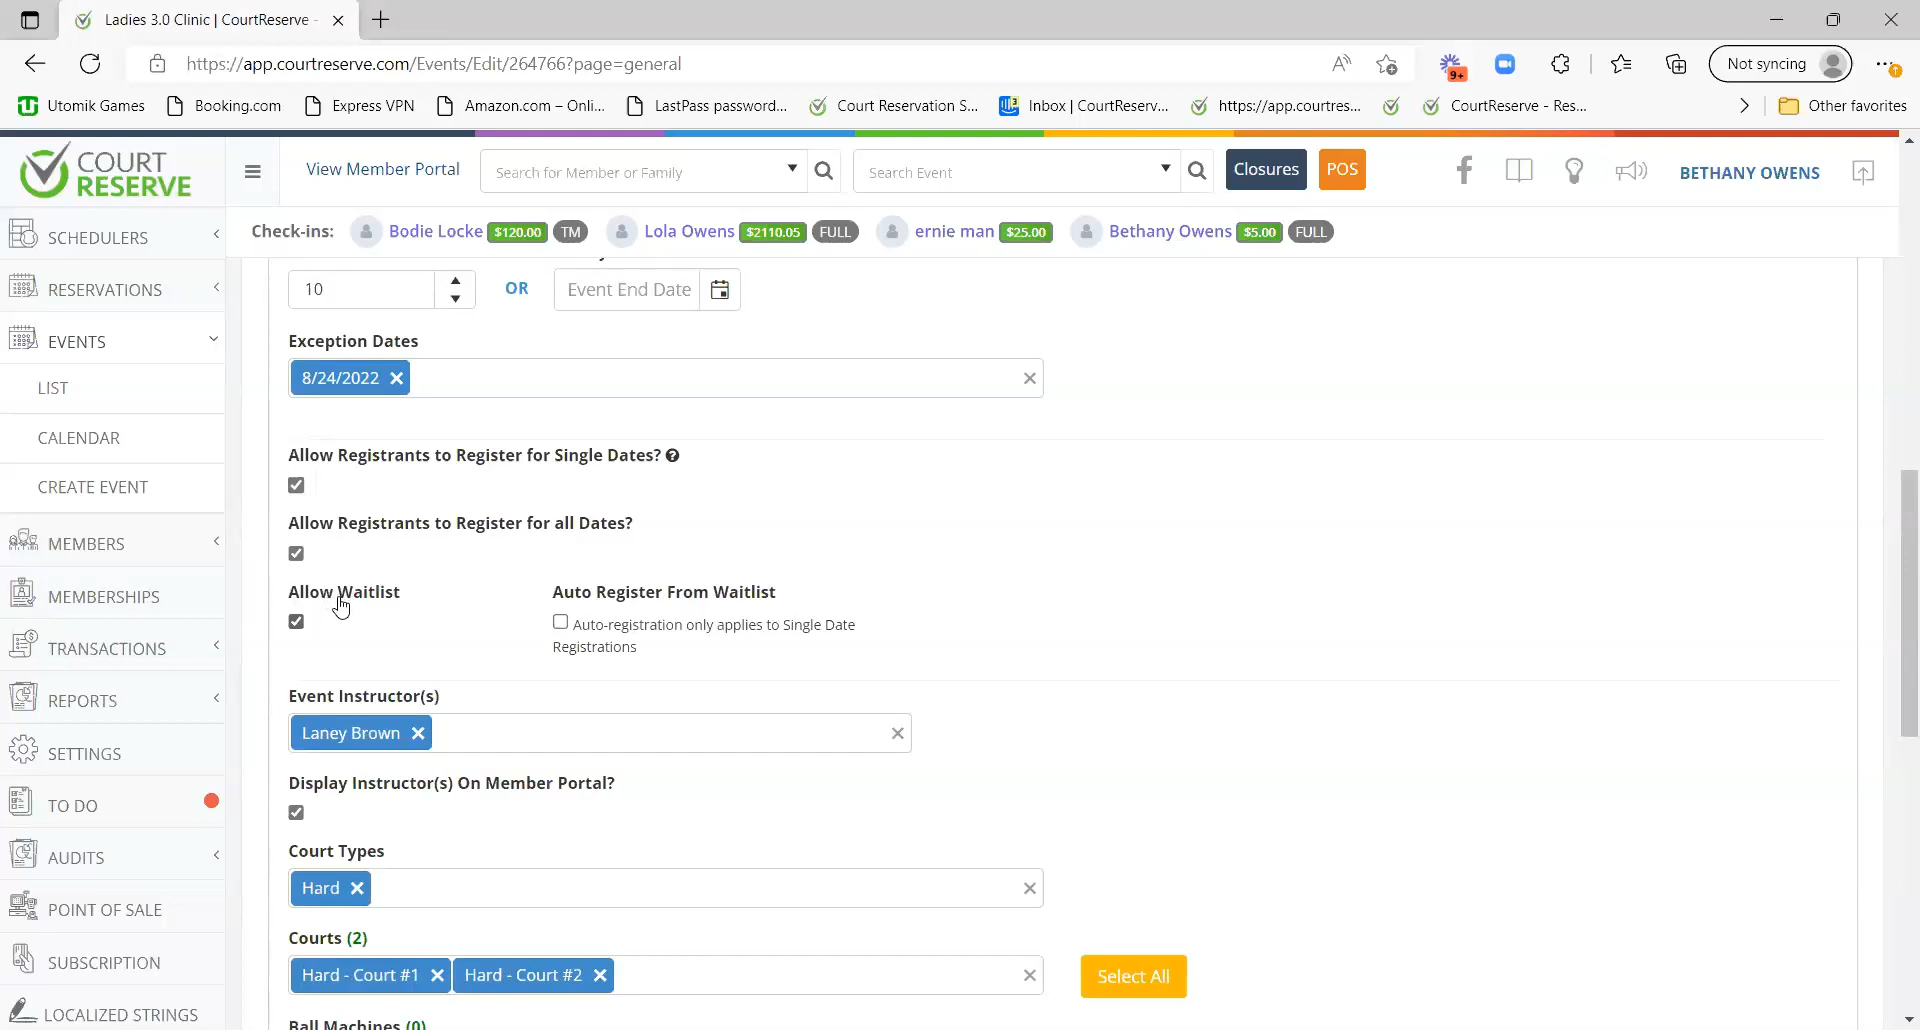 Ladies 3.0 Clinic | CourtReserve -
https://app.courtreserve.com/Events/Edit/264766?page=general
9+
Not syncing
Utomik Games
Booking.com
Express VPN
Amazon.com – Onli...
LastPass password...
Court Reservation S...
Inbox | CourtReserv...
https://app.courtres...
CourtReserve - Res...
Other favorites
COURT
RESERVE
View Member Portal
Search for Member or Family
Search Event
Closures
POS
BETHANY OWENS
Check-ins:
Bodie Locke $120.00 TM
Lola Owens $2110.05 FULL
ernie man $25.00
Bethany Owens $5.00 FULL
SCHEDULERS
RESERVATIONS
EVENTS
LIST
CALENDAR
CREATE EVENT
MEMBERS
MEMBERSHIPS
TRANSACTIONS
REPORTS
SETTINGS
TO DO
AUDITS
POINT OF SALE
SUBSCRIPTION
LOCALIZED STRINGS
10
OR
Event End Date
Exception Dates
8/24/2022
Allow Registrants to Register for Single Dates?
Allow Registrants to Register for all Dates?
Allow Waitlist
Auto Register From Waitlist
Auto-registration only applies to Single Date
Registrations
Event Instructor(s)
Laney Brown
Display Instructor(s) On Member Portal?
Court Types
Hard
Courts (2)
Hard - Court #1
Hard - Court #2
Select All
Ball Machines (0)